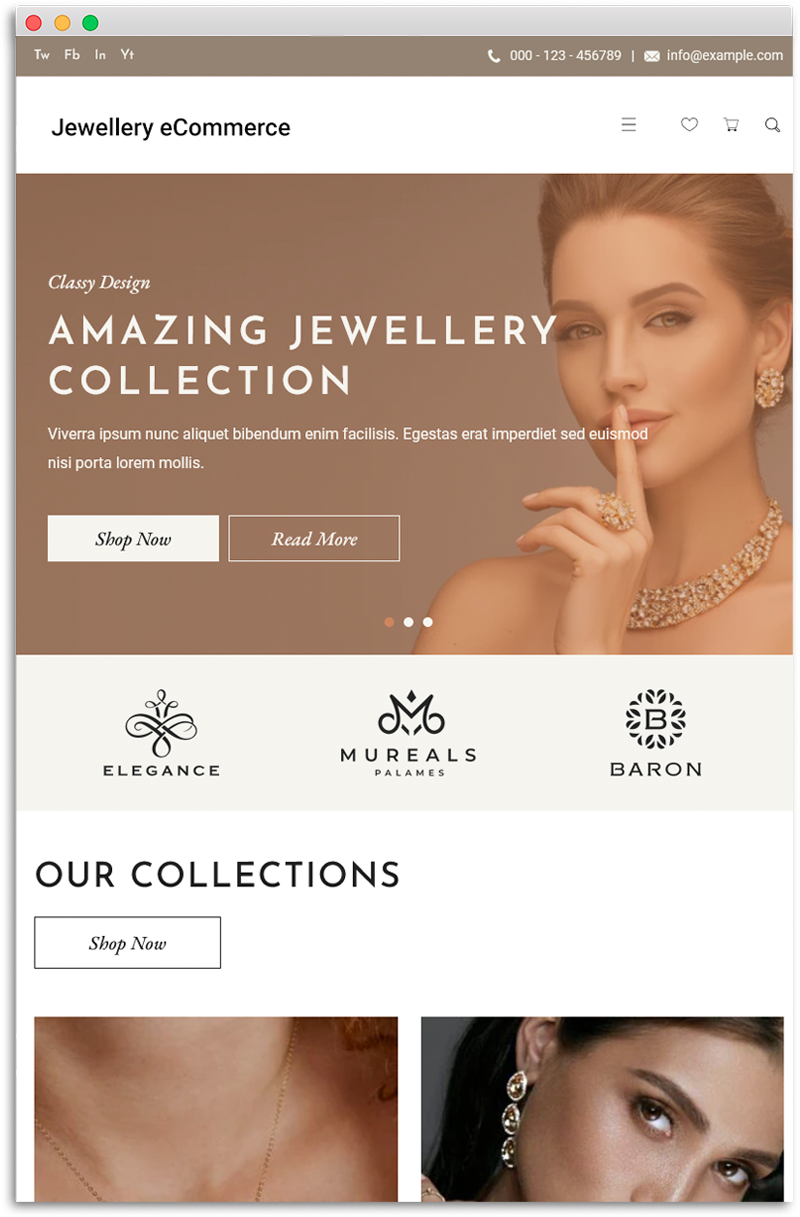 Tw Fb In Yt 000 - 123 - 456789 | info@example.com
Jewellery eCommerce
Classy Design
AMAZING JEWELLERY
COLLECTION
Viverra ipsum nunc aliquet bibendum enim facilisis. Egestas erat imperdiet sed euismod
nisi porta lorem mollis.
Shop Now Read More
B
ELEGANCE MUREALS BARON
PALAMES
OUR COLLECTIONS
Shop Now